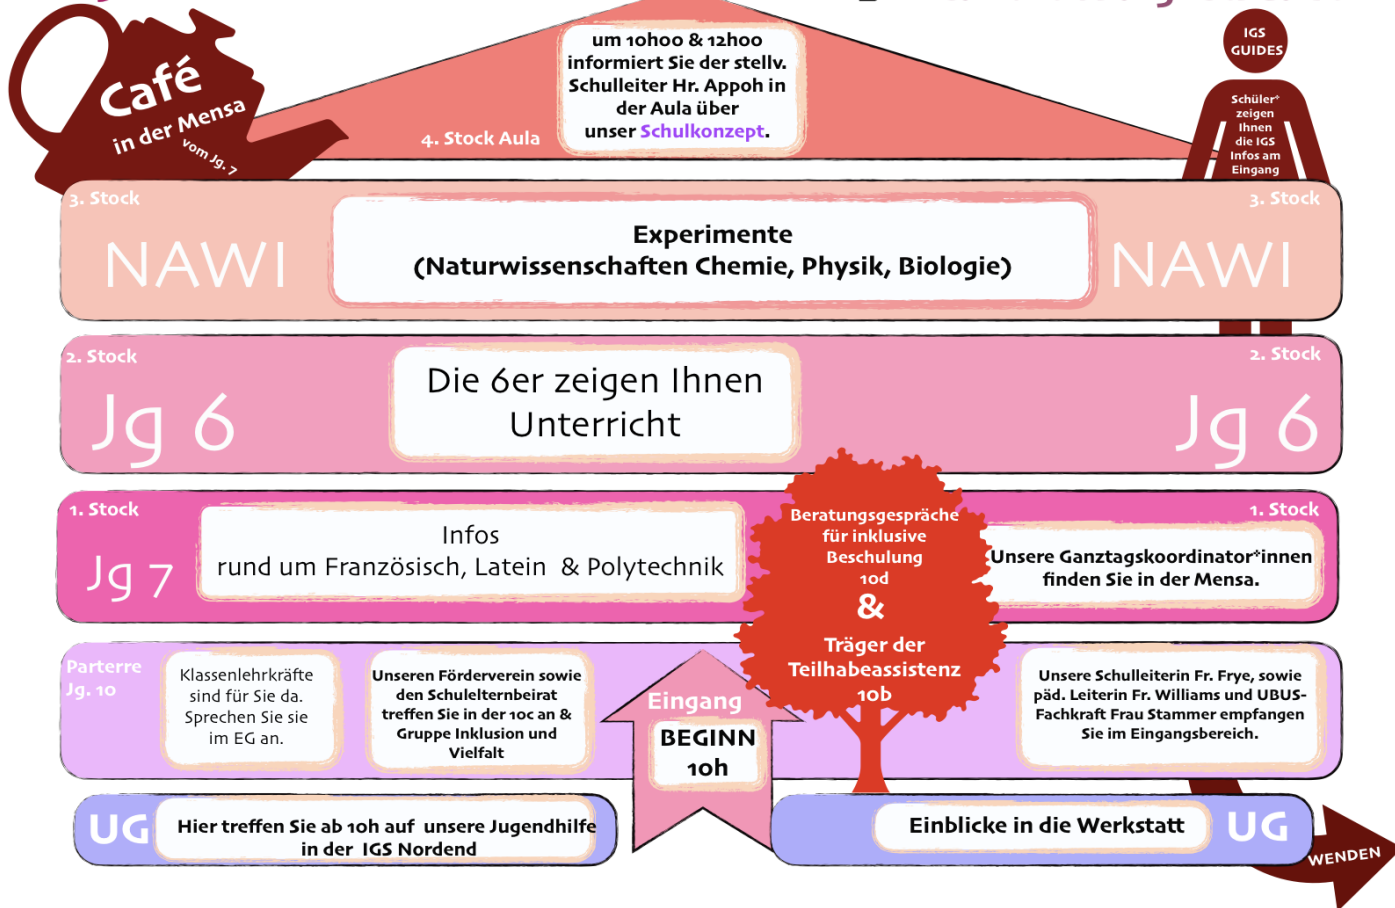 IGS
GUIDES
Café
in der Mensa
vom Jg. 7
um 10h00 & 12h00
informiert Sie der stellv.
Schulleiter Hr. Appoh in
der Aula über
unser Schulkonzept.
4. Stock Aula
Schüler*
zeigen
Ihnen
die IGS
Infos am
Eingang
3. Stock
NAWI
Experimente
(Naturwissenschaften Chemie, Physik, Biologie)
3. Stock
NAWI
2. Stock
Jg 6
Die 6er zeigen Ihnen
Unterricht
2. Stock
Jg 6
1. Stock
Jg 7
Infos
rund um Französisch, Latein & Polytechnik
Beratungsgespräche
für inklusive
Beschulung
10d
&
Träger der
Teilhabeassistenz
10b
1. Stock
Unsere Ganztagskoordinator*innen
finden Sie in der Mensa.
Parterre
Jg. 10
Klassenlehrkräfte
sind für Sie da.
Sprechen Sie sie
im EG an.
Unseren Förderverein sowie
den Schulelternbeirat
treffen Sie in der 10c an &
Gruppe Inklusion und
Vielfalt
Eingang
BEGINN
10h
Unsere Schulleiterin Fr. Frye, sowie
päd. Leiterin Fr. Williams und UBUS-
Fachkraft Frau Stammer empfangen
Sie im Eingangsbereich.
UG
Hier treffen Sie ab 10h auf unsere Jugendhilfe
in der IGS Nordend
Einblicke in die Werkstatt
UG
WENDEN